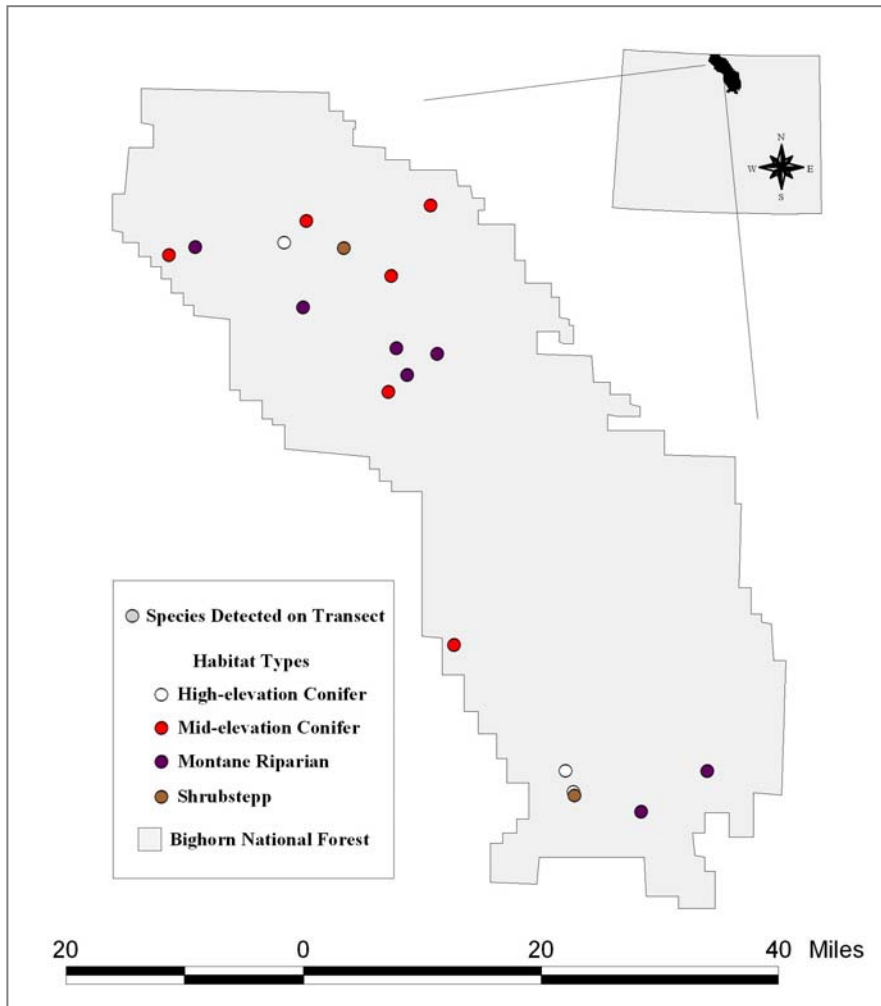 N
W E
S
Species Detected on Transect
Habitat Types
High-elevation Conifer
Mid-elevation Conifer
Montane Riparian
Shrubstepp
Bighorn National Forest
20 0 20 40 Miles